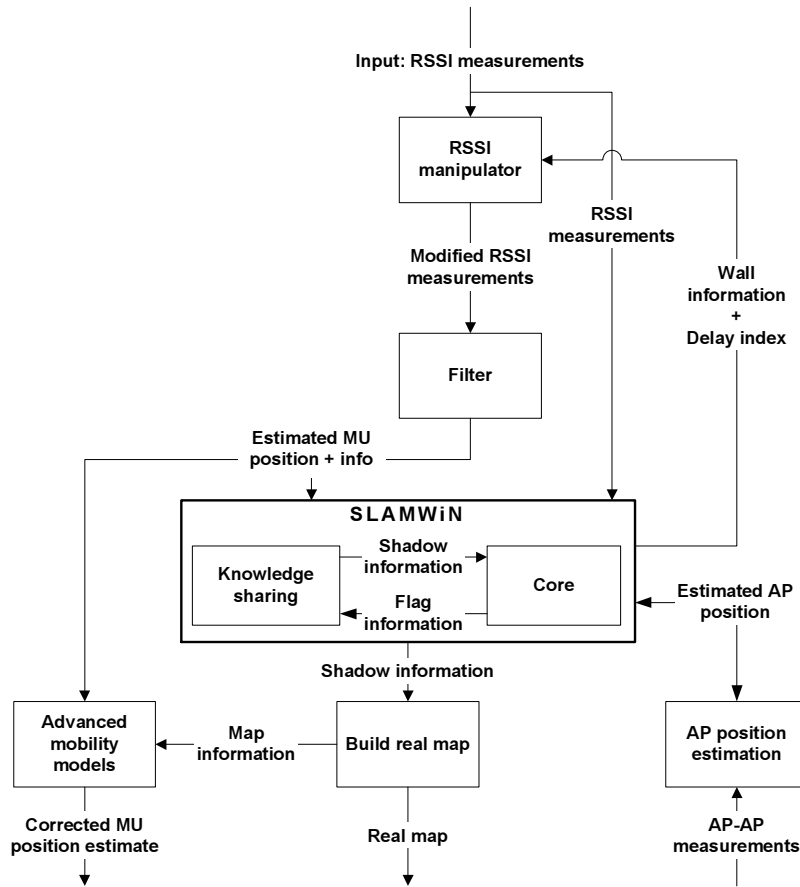 Input: RSSI measurements
RSSI
manipulator
RSSI
measurements
Modified RSSI
measurements
Wall
information
+
Delay index
Filter
Estimated MU
position + info
SLAMWiN
Knowledge
sharing
Shadow
information
Flag
information
Core
Estimated AP
position
Shadow information
Advanced
mobility
models
Map
information
Build real map
AP position
estimation
Corrected MU
position estimate
Real map
AP-AP
measurements